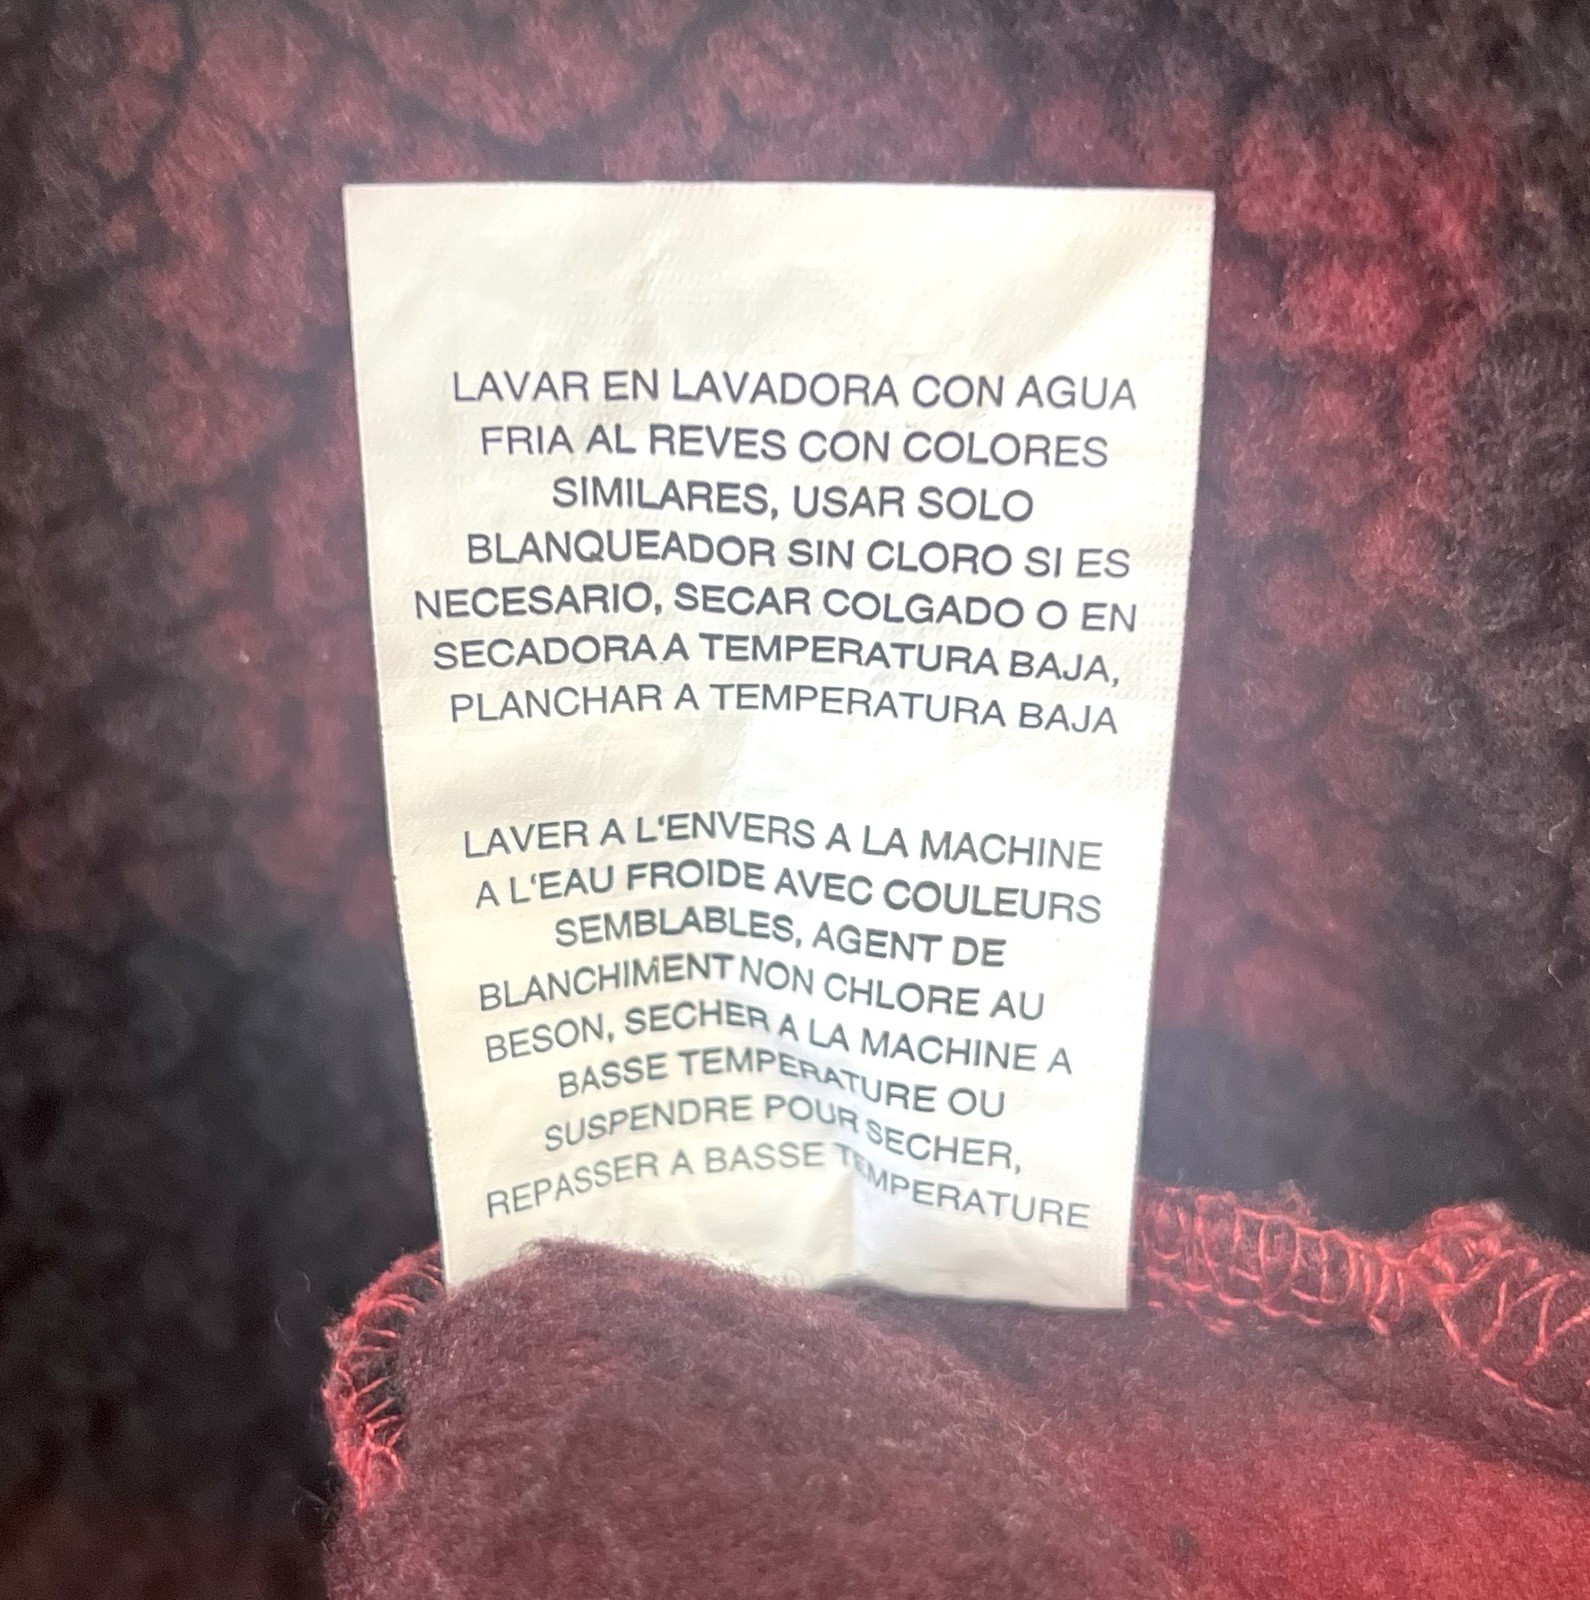 LAVAR EN LAVADORA CON AGUA
FRIA AL REVES CON COLORES
SIMILARES, USAR SOLO
BLANQUEADOR SIN CLORO SI ES
NECESARIO, SECAR COLGADO O EN
SECADORA A TEMPERATURA BAJA,
PLANCHAR A TEMPERATURA BAJA
LAVER A L'ENVERS A LA MACHINE
A L'EAU FROIDE AVEC COULEURS
SEMBLABLES, AGENT DE
BLANCHIMENT NON CHLORE AU
BESON, SECHER A LA MACHINE A
BASSE TEMPERATURE OU
SUSPENDRE POUR SECHER,
REPASSER A BASSE TEMPERATURE